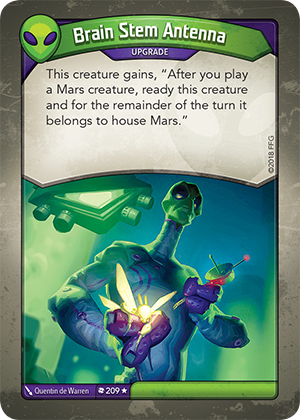 Brain Stem Antenna
UPGRADE
This creature gains, “After you play
a Mars creature, ready this creature
and for the remainder of the turn it
belongs to house Mars.”
©2018 FFG
Quentin de Warren
209